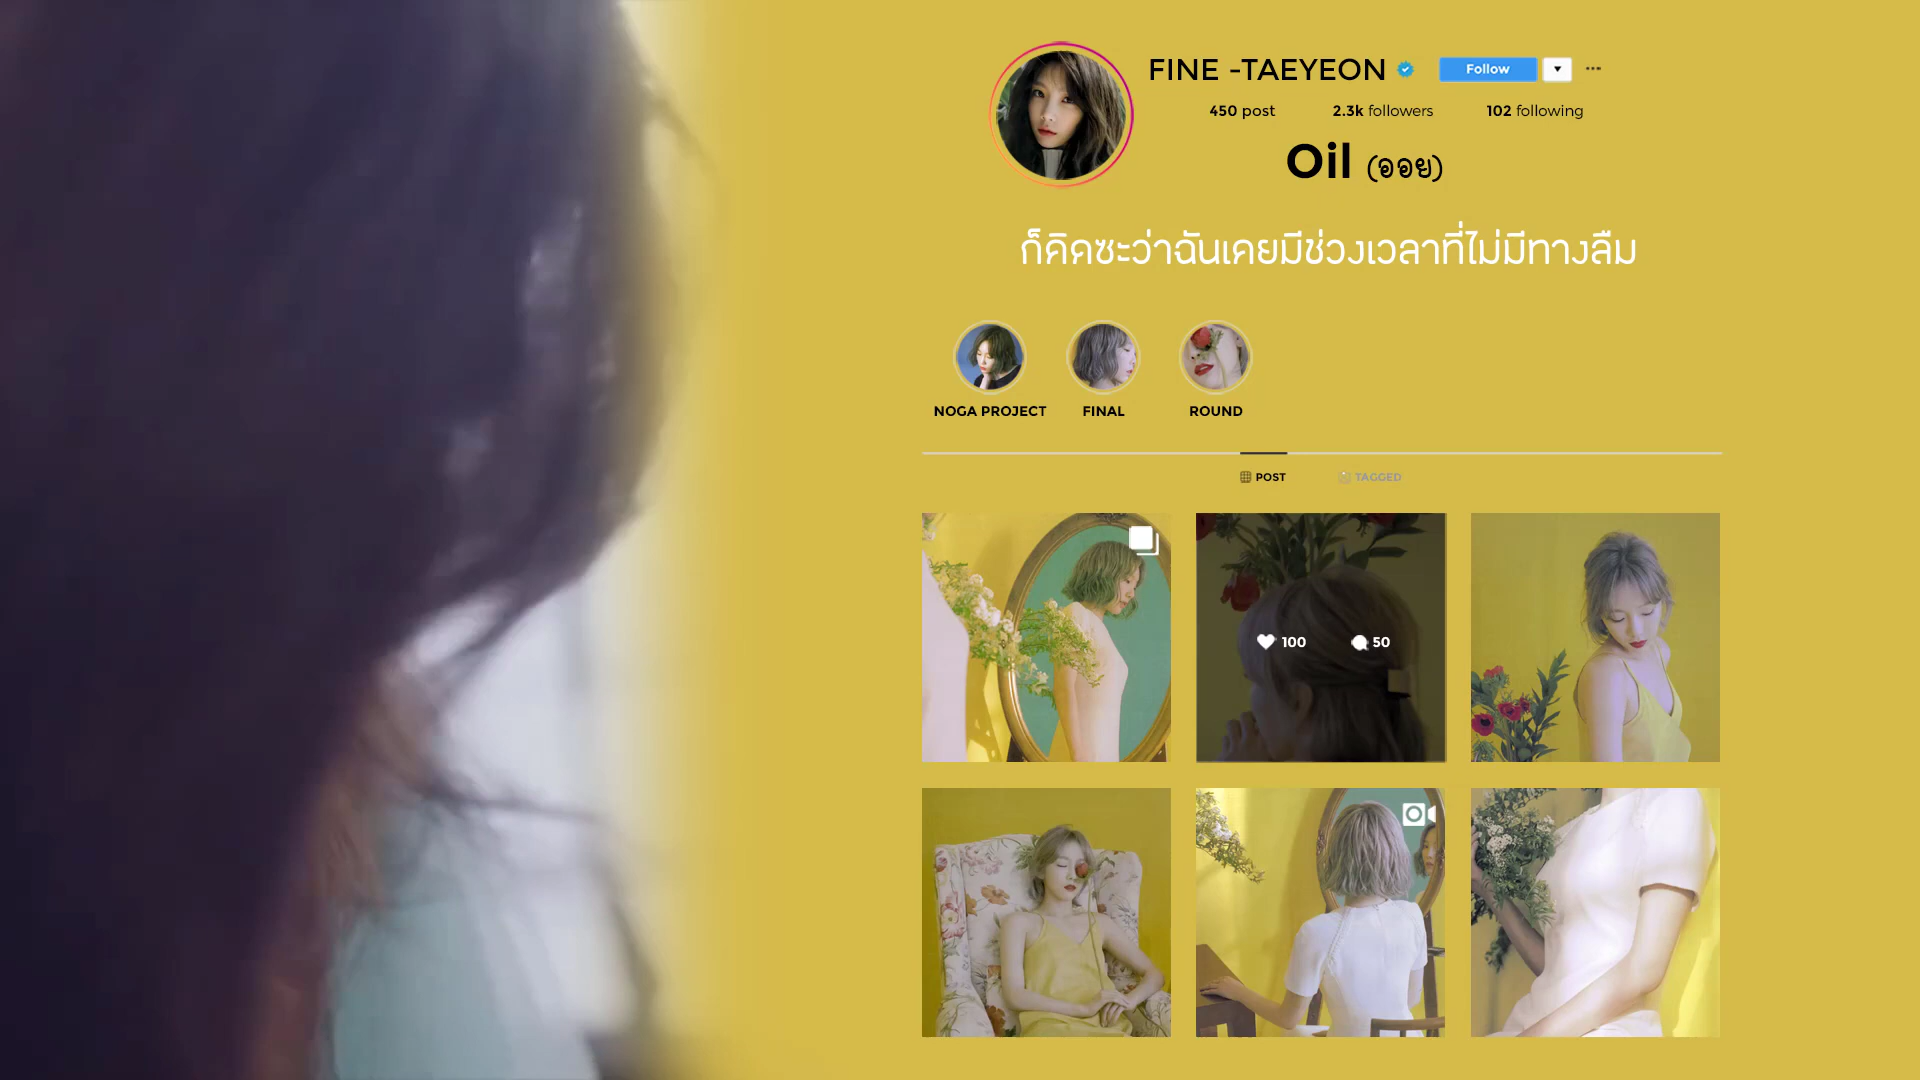 FINE -TAEYEON Follow
450 post 2.3k followers 102 following
Oil (ออย)
ก็คิดซะว่าฉันเคยมีช่วงเวลาที่ไม่มีทางลืม
NOGA PROJECT FINAL ROUND
POST TAGGED
100 50